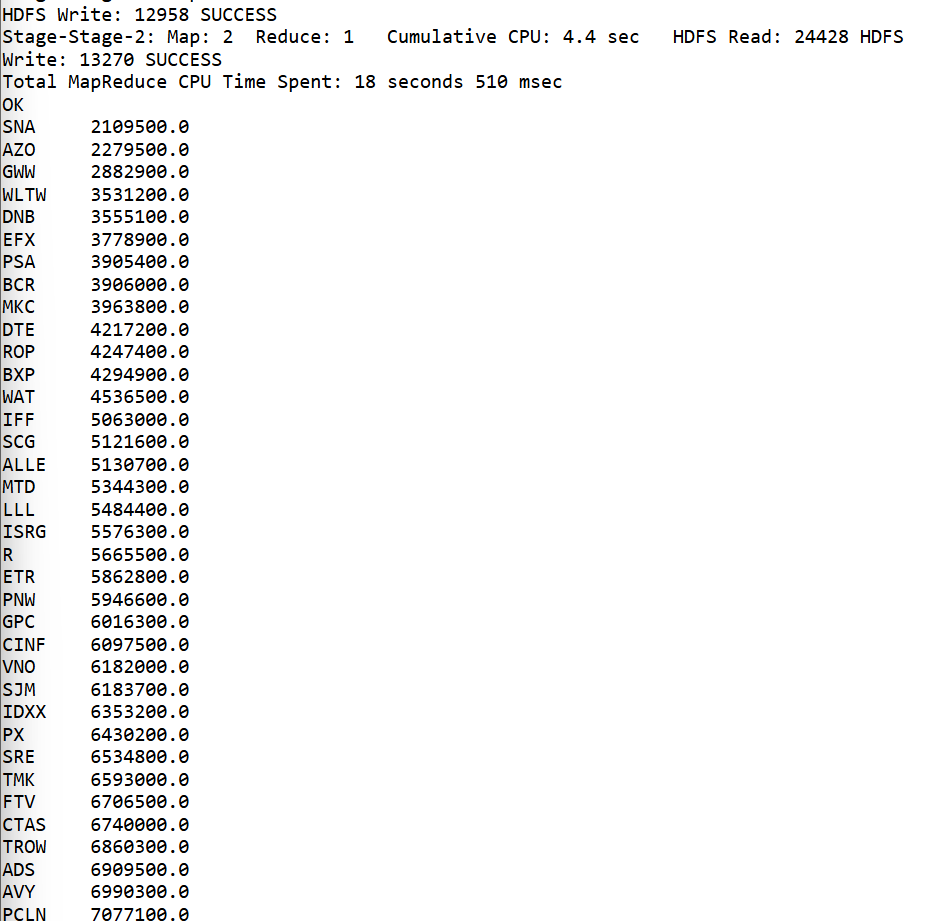 HDFS Write: 12958 SUCCESS
Stage-Stage-2: Map: 2  Reduce: 1   Cumulative CPU: 4.4 sec   HDFS Read: 24428 HDFS
Write: 13270 SUCCESS
Total MapReduce CPU Time Spent: 18 seconds 510 msec
OK
SNA     2109500.0
AZO     2279500.0
GWW     2882900.0
WLTW    3531200.0
DNB     3555100.0
EFX     3778900.0
PSA     3905400.0
BCR     3906000.0
MKC     3963800.0
DTE     4217200.0
ROP     4247400.0
BXP     4294900.0
WAT     4536500.0
IFF     5063000.0
SCG     5121600.0
ALLE    5130700.0
MTD     5344300.0
LLL     5484400.0
ISRG    5576300.0
R       5665500.0
ETR     5862800.0
PNW     5946600.0
GPC     6016300.0
CINF    6097500.0
VNO     6182000.0
SJM     6183700.0
IDXX    6353200.0
PX      6430200.0
SRE     6534800.0
TMK     6593000.0
FTV     6706500.0
CTAS    6740000.0
TROW    6860300.0
ADS     6909500.0
AVY     6990300.0
PCLN    7077100.0